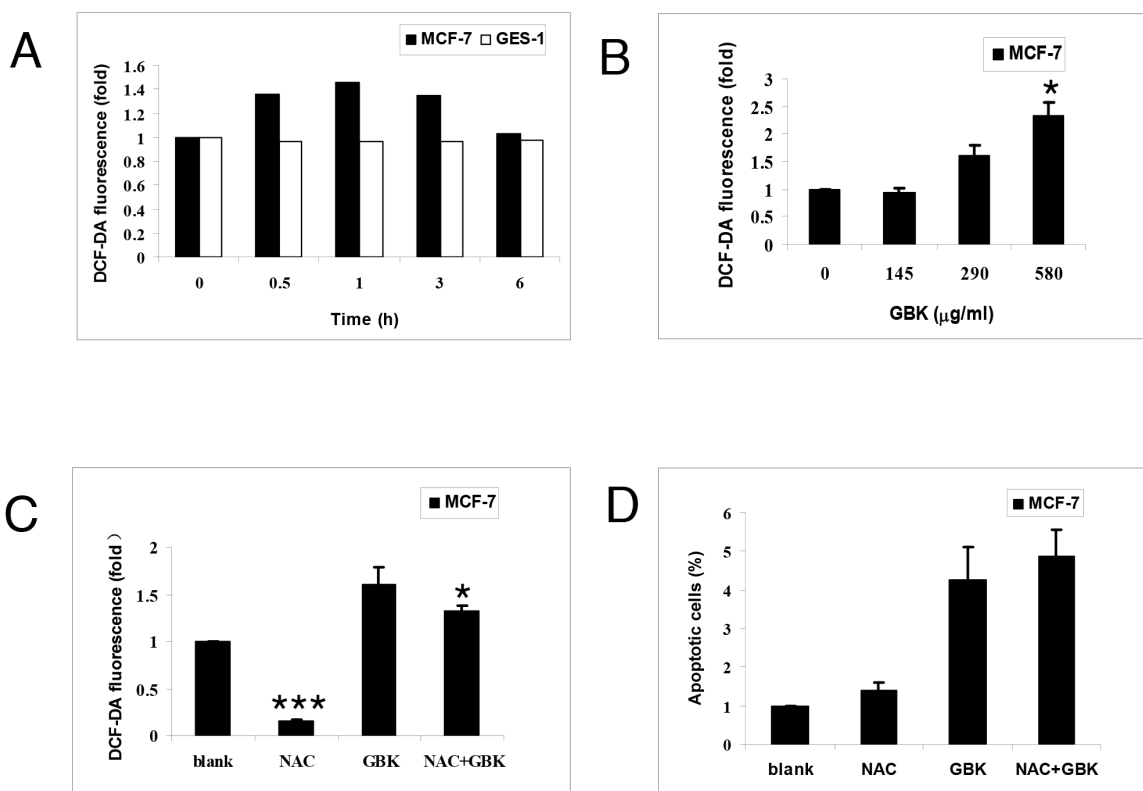 A
MCF-7 GES-1
DCF-DA fluorescence (fold)
1.6
1.4
1.2
1
0.8
0.6
0.4
0.2
0
0 0.5 1 3 6
Time (h)
B
MCF-7
DCF-DA fluorescence (fold)
3
2.5
2
1.5
1
0.5
0
*
0 145 290 580
GBK (μg/ml)
C
MCF-7
DCF-DA fluorescence (fold）
2
1.5
1
0.5
0
***
*
blank NAC GBK NAC+GBK
D
MCF-7
Apoptotic cells (%)
6
5
4
3
2
1
0
blank NAC GBK NAC+GBK